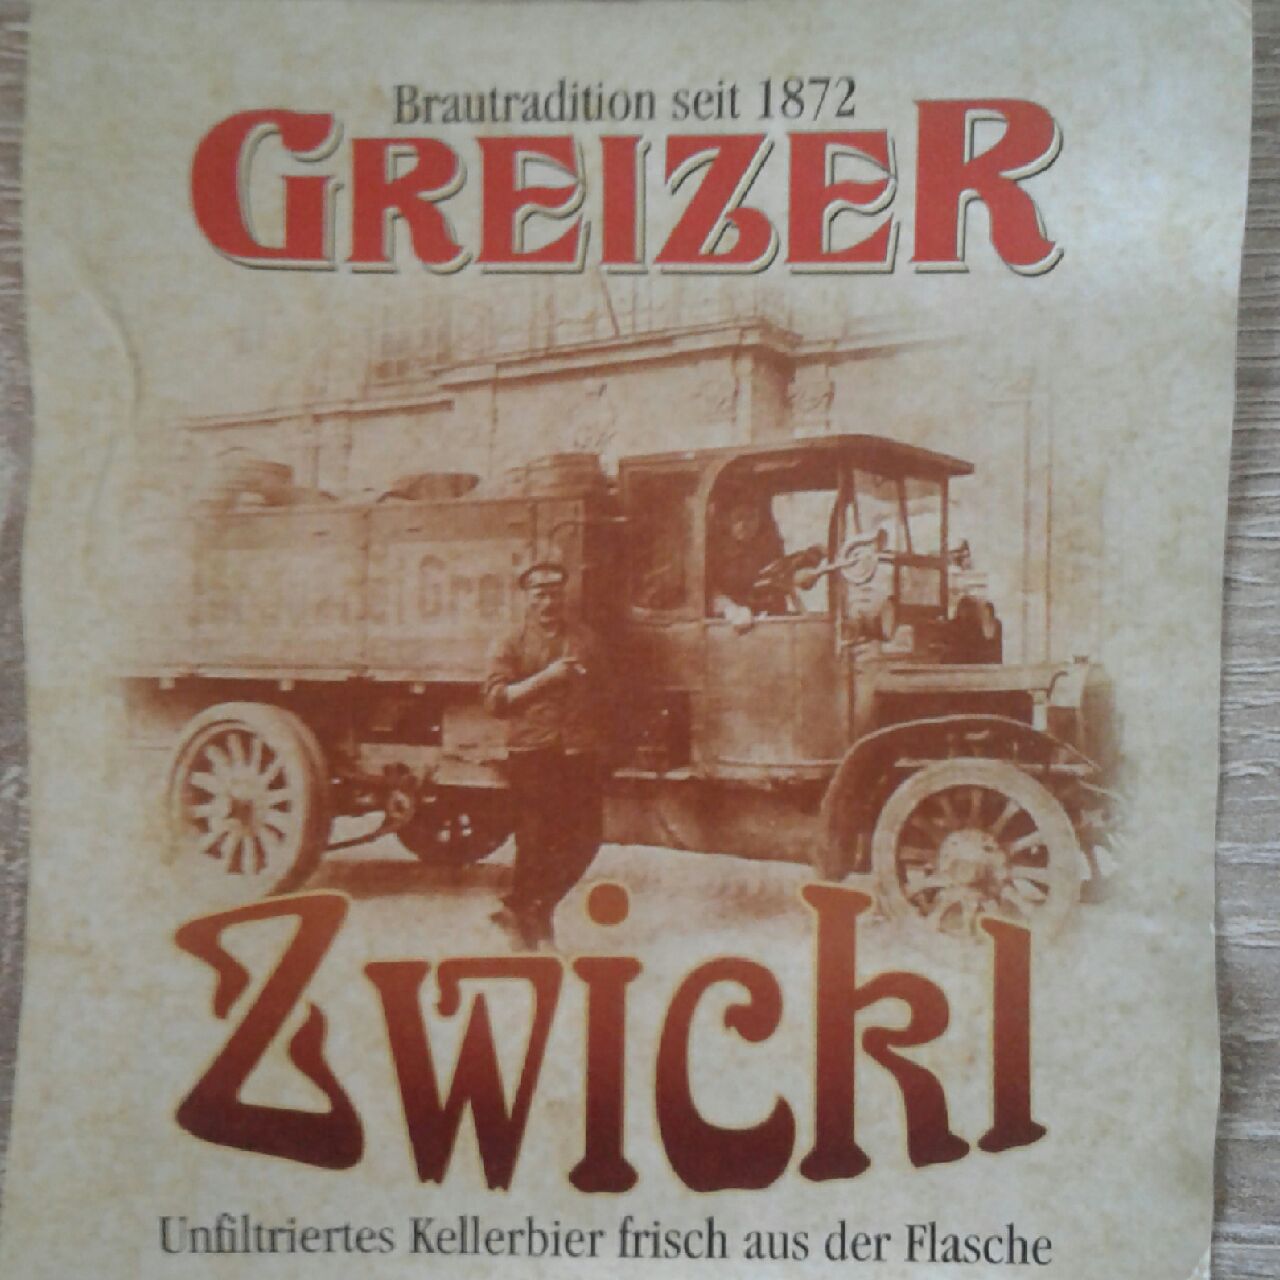 Brautradition seit 1872
GREIZER
Zwickl
Unfiltriertes Kellerbier frisch aus der Flasche